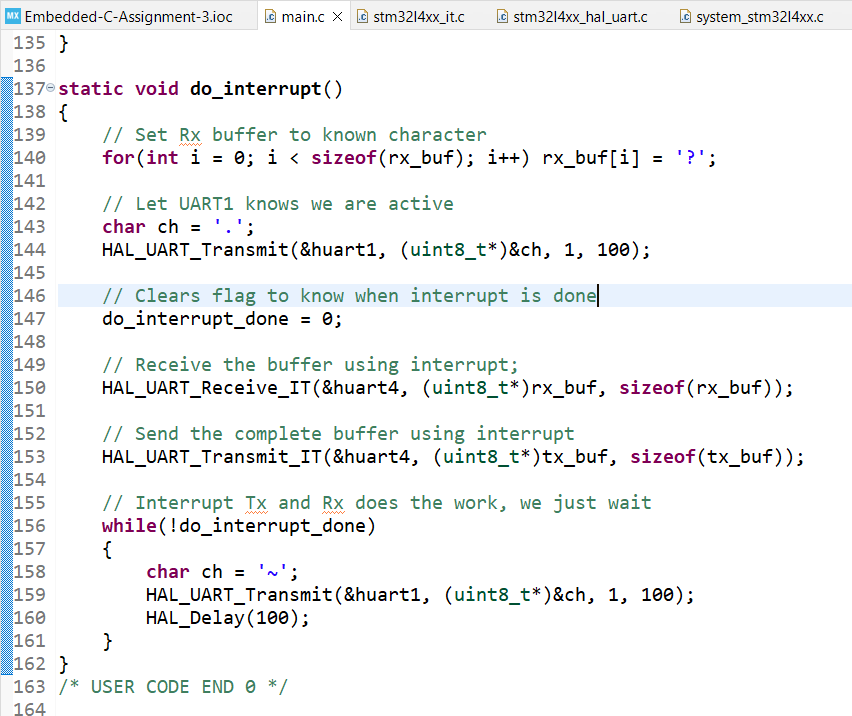 MX Embedded-C-Assignment-3.ioc main.c stm32l4xx_it.c stm32l4xx_hal_uart.c system_stm32l4xx.c
135 }
136
137 static void do_interrupt()
138 {
139     // Set Rx buffer to known character
140     for(int i = 0; i < sizeof(rx_buf); i++) rx_buf[i] = '?';
141
142     // Let UART1 knows we are active
143     char ch = '.';
144     HAL_UART_Transmit(&huart1, (uint8_t*)&ch, 1, 100);
145
146     // Clears flag to know when interrupt is done
147     do_interrupt_done = 0;
148
149     // Receive the buffer using interrupt;
150     HAL_UART_Receive_IT(&huart4, (uint8_t*)rx_buf, sizeof(rx_buf));
151
152     // Send the complete buffer using interrupt
153     HAL_UART_Transmit_IT(&huart4, (uint8_t*)tx_buf, sizeof(tx_buf));
154
155     // Interrupt Tx and Rx does the work, we just wait
156     while(!do_interrupt_done)
157     {
158         char ch = '~';
159         HAL_UART_Transmit(&huart1, (uint8_t*)&ch, 1, 100);
160         HAL_Delay(100);
161     }
162 }
163 /* USER CODE END 0 */
164